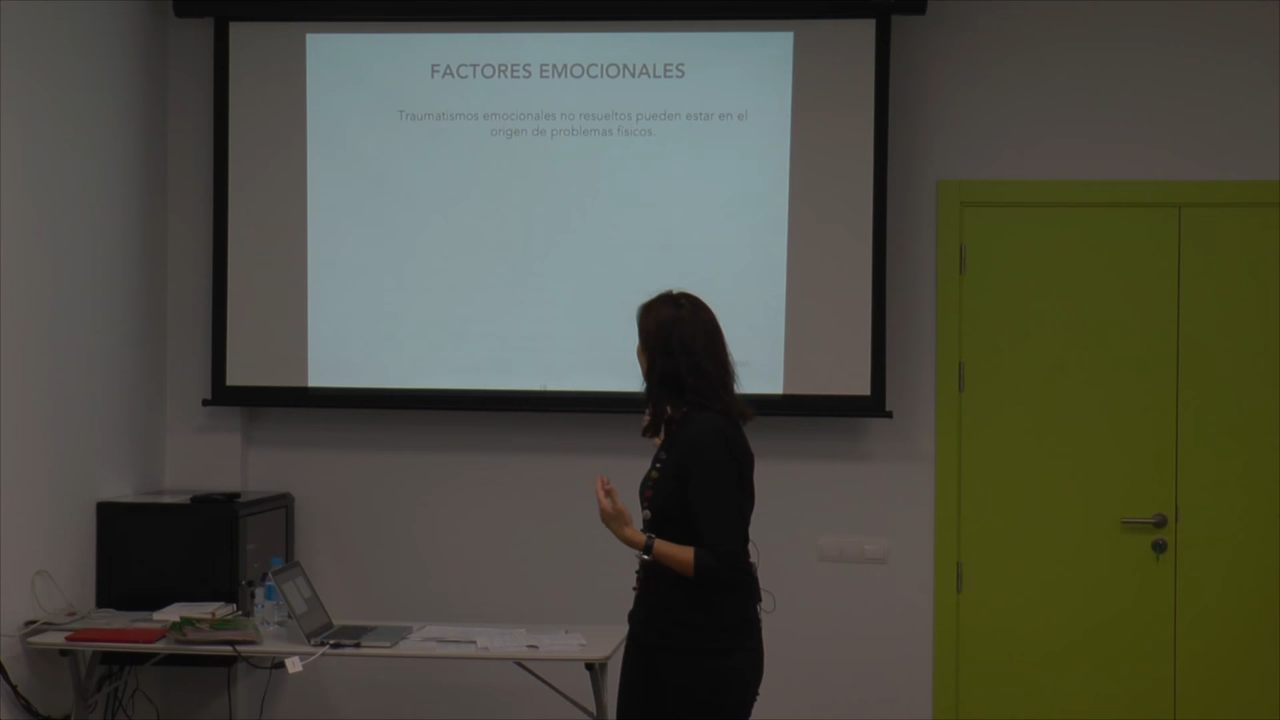 FACTORES EMOCIONALES
Traumatismos emocionales no resueltos pueden estar en el
origen de problemas físicos.